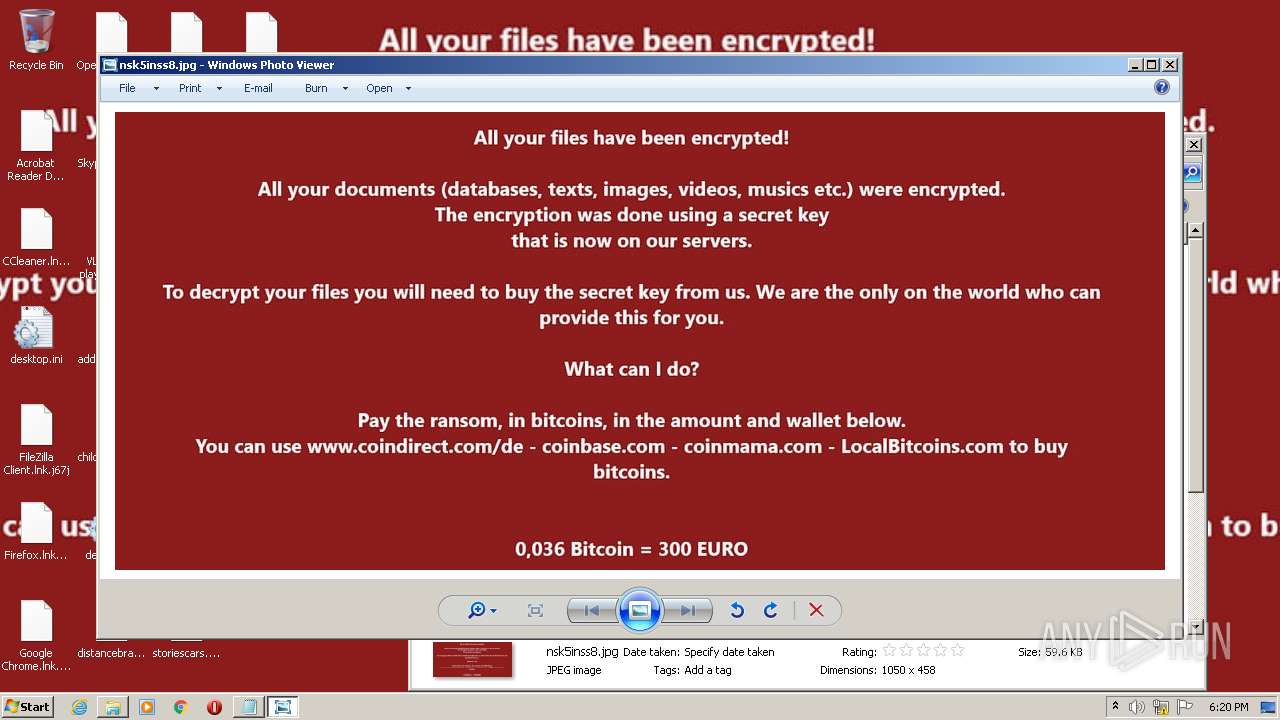 All your files have been encrypted!
Recycle Bin
Ope
nsk5inss8.jpg - Windows Photo Viewer
File Print E-mail Burn Open
All y
ed.
Acrobat
Reader D...
Skyp
All your files have been encrypted!
All your documents (databases, texts, images, videos, musics etc.) were encrypted.
The encryption was done using a secret key
that is now on our servers.
CCleaner.ln...
VL
play
ypt you
rld wh
To decrypt your files you will need to buy the secret key from us. We are the only on the world who can
provide this for you.
desktop.ini
add
What can I do?
Pay the ransom, in bitcoins, in the amount and wallet below.
You can use www.coindirect.com/de - coinbase.com - coinmama.com - LocalBitcoins.com to buy
bitcoins.
FileZilla
Client.lnk.j67j
chilc
can us
n to b
Firefox.lnk....
de
0,036 Bitcoin = 300 EURO
Google
Chrome.lnk....
distancebra...
storiescars....
nsk5inss8.jpg Date taken: Specify date taken Rating: Size: 59.6 KB
JPEG image Tags: Add a tag Dimensions: 1050 x 458
ANY RUN
Start
6:20 PM